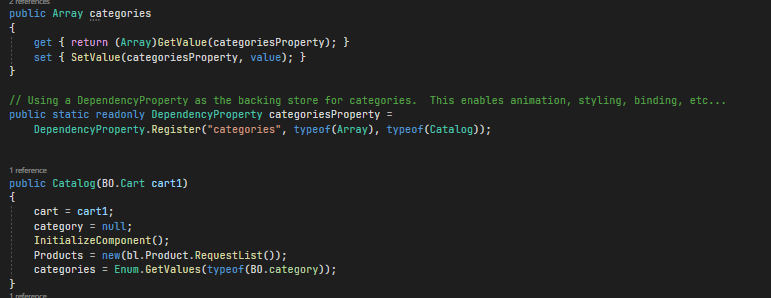 2 references
public Array categories
{
get { return (Array)GetValue(categoriesProperty); }
set { SetValue(categoriesProperty, value); }
}
// Using a DependencyProperty as the backing store for categories.  This enables animation, styling, binding, etc...
public static readonly DependencyProperty categoriesProperty =
DependencyProperty.Register("categories", typeof(Array), typeof(Catalog));
1 reference
public Catalog(BO.Cart cart1)
{
cart = cart1;
category = null;
InitializeComponent();
Products = new(bl.Product.RequestList());
categories = Enum.GetValues(typeof(BO.category));
}
1 reference